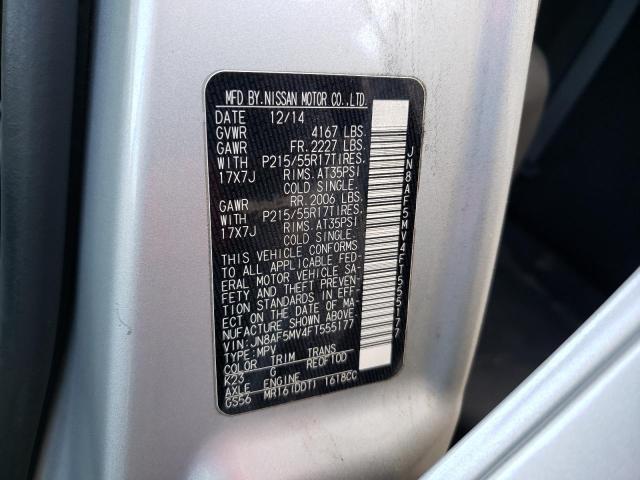 MFD BY.NISSAN MOTOR CO.,LTD.
DATE 12/14
GVWR 4167 LBS.
GAWR FR. 2227 LBS.
WITH P215/55R17TIRES.
17X7J RIMS. AT35PSI
COLD SINGLE.
GAWR RR. 2006 LBS.
WITH P215/55R17TIRES.
17X7J RIMS. AT35PSI
COLD SINGLE.
THIS VEHICLE CONFORMS
TO ALL APPLICABLE FED-
ERAL MOTOR VEHICLE SA-
FETY AND THEFT PREVEN-
TION STANDARDS IN EFF-
ECT ON THE DATE OF MA-
NUFACTURE SHOWN ABOVE.
VIN:JN8AF5MV4FT555177
TYPE:MPV
COLOR TRIM TRANS
K23 G RE0F10D
AXLE ENGINE
GS56 MR16(DDT) 1618CC
JN8AF5MV4FT555177